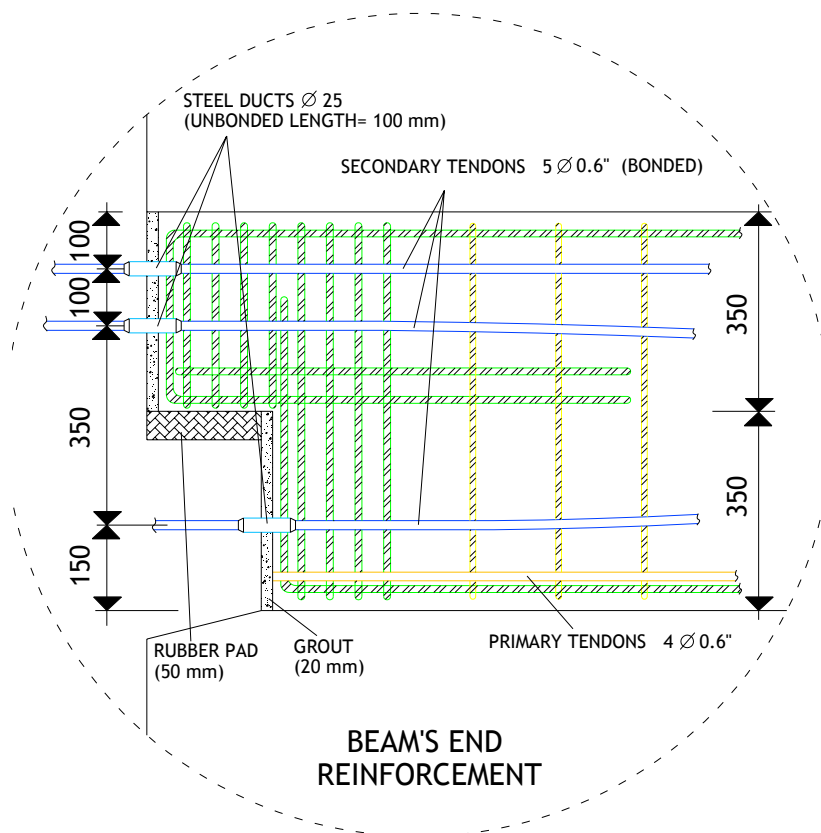 STEEL DUCTS ∅ 25
(UNBONDED LENGTH= 100 mm)
SECONDARY TENDONS 5 ∅ 0.6" (BONDED)
100
100
350
150
350
350
RUBBER PAD
(50 mm)
GROUT
(20 mm)
PRIMARY TENDONS 4 ∅ 0.6"
BEAM'S END
REINFORCEMENT